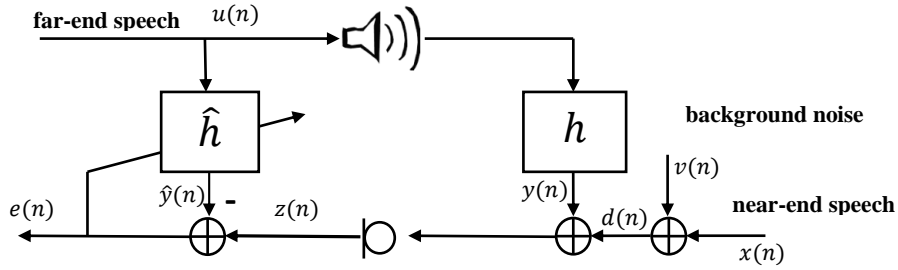 far-end speech
u(n)
ĥ
h
background noise
ŷ(n)
-
y(n)
v(n)
e(n)
z(n)
d(n)
near-end speech
x(n)